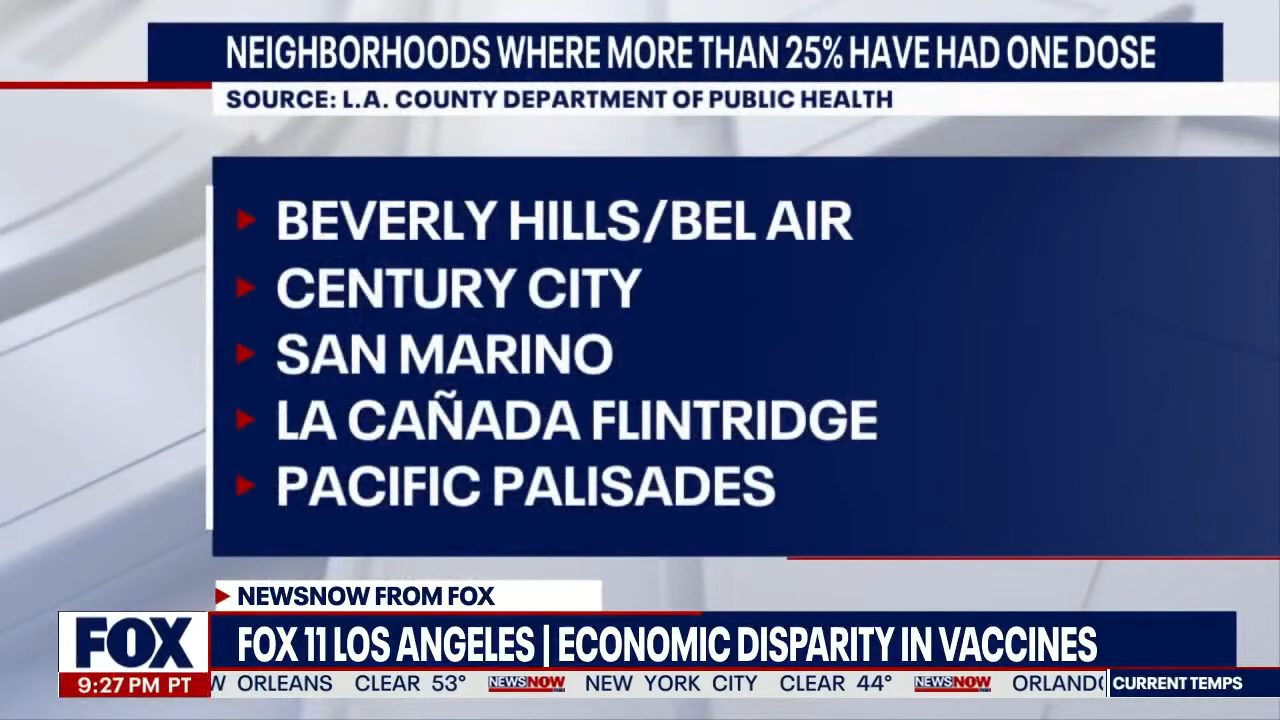 NEIGHBORHOODS WHERE MORE THAN 25% HAVE HAD ONE DOSE
SOURCE: L.A. COUNTY DEPARTMENT OF PUBLIC HEALTH
BEVERLY HILLS/BEL AIR
CENTURY CITY
SAN MARINO
LA CAÑADA FLINTRIDGE
PACIFIC PALISADES
NEWSNOW FROM FOX
FOX
FOX 11 LOS ANGELES | ECONOMIC DISPARITY IN VACCINES
9:27 PM PT W ORLEANS CLEAR 53° NEWSNOW NEW YORK CITY CLEAR 44° NEWSNOW ORLAND CURRENT TEMPS